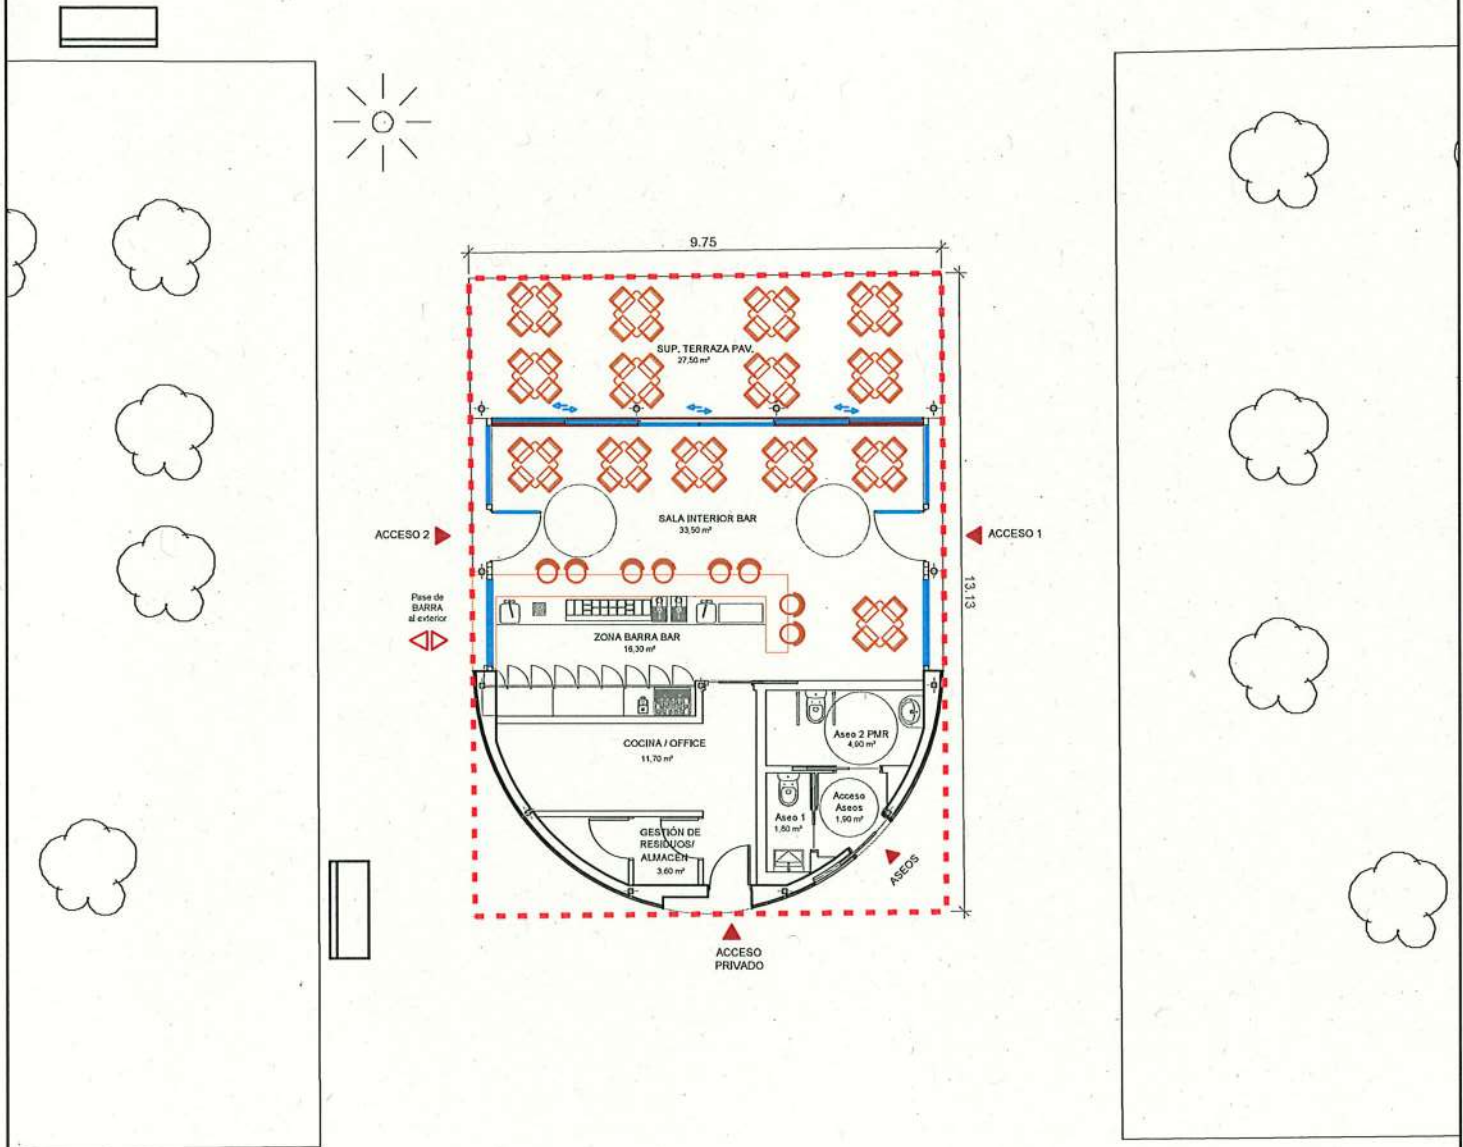 9.75
SUP. TERRAZA PAV.
27,50 m²
SALA INTERIOR BAR
33,50 m²
ACCESO 2
ACCESO 1
13.13
Pase de
BARRA
al exterior
ZONA BARRA BAR
16,30 m²
COCINA / OFFICE
11,70 m²
Aseo 2 PMR
4,90 m²
Acceso
Aseos
1,90 m²
Aseo 1
1,80 m²
GESTIÓN DE
RESIDUOS/
ALMACÉN
3,60 m²
ASEOS
ACCESO
PRIVADO